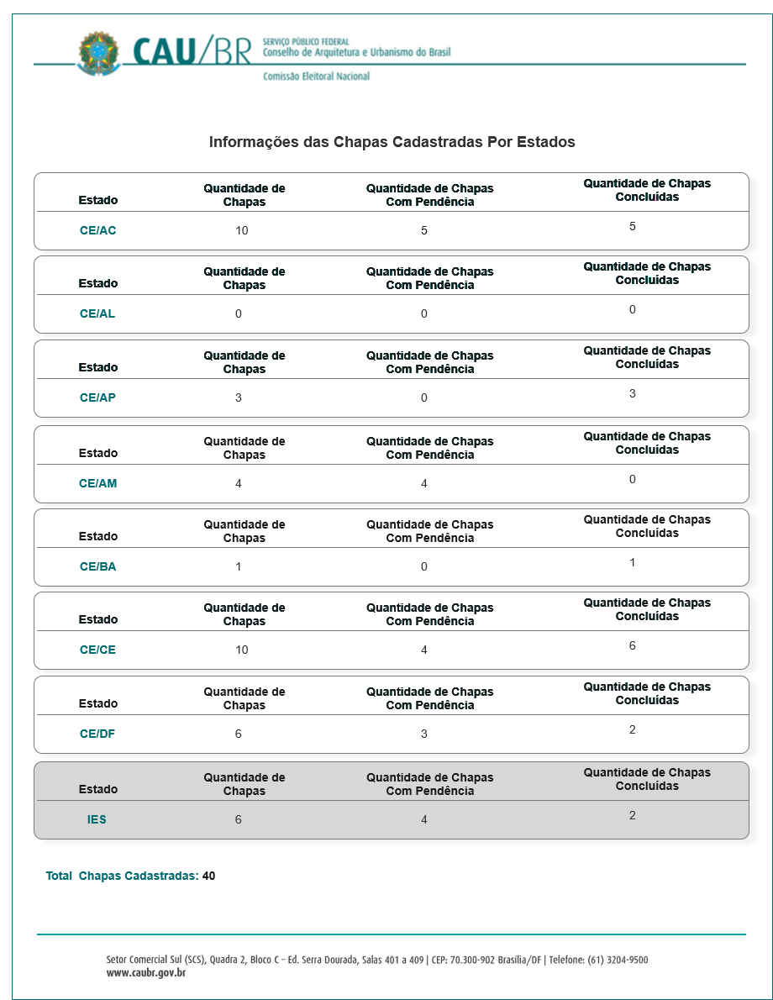 CAU/BR
SERVIÇO PÚBLICO FEDERAL
Conselho de Arquitetura e Urbanismo do Brasil
Comissão Eleitoral Nacional
Informações das Chapas Cadastradas Por Estados
Estado Quantidade de Chapas Quantidade de Chapas Com Pendência Quantidade de Chapas Concluídas
CE/AC 10 5 5
Estado Quantidade de Chapas Quantidade de Chapas Com Pendência Quantidade de Chapas Concluídas
CE/AL 0 0 0
Estado Quantidade de Chapas Quantidade de Chapas Com Pendência Quantidade de Chapas Concluídas
CE/AP 3 0 3
Estado Quantidade de Chapas Quantidade de Chapas Com Pendência Quantidade de Chapas Concluídas
CE/AM 4 4 0
Estado Quantidade de Chapas Quantidade de Chapas Com Pendência Quantidade de Chapas Concluídas
CE/BA 1 0 1
Estado Quantidade de Chapas Quantidade de Chapas Com Pendência Quantidade de Chapas Concluídas
CE/CE 10 4 6
Estado Quantidade de Chapas Quantidade de Chapas Com Pendência Quantidade de Chapas Concluídas
CE/DF 6 3 2
Estado Quantidade de Chapas Quantidade de Chapas Com Pendência Quantidade de Chapas Concluídas
IES 6 4 2
Total Chapas Cadastradas: 40
Setor Comercial Sul (SCS), Quadra 2, Bloco C – Ed. Serra Dourada, Salas 401 a 409 | CEP: 70.300-902 Brasília/DF | Telefone: (61) 3204-9500
www.caubr.gov.br